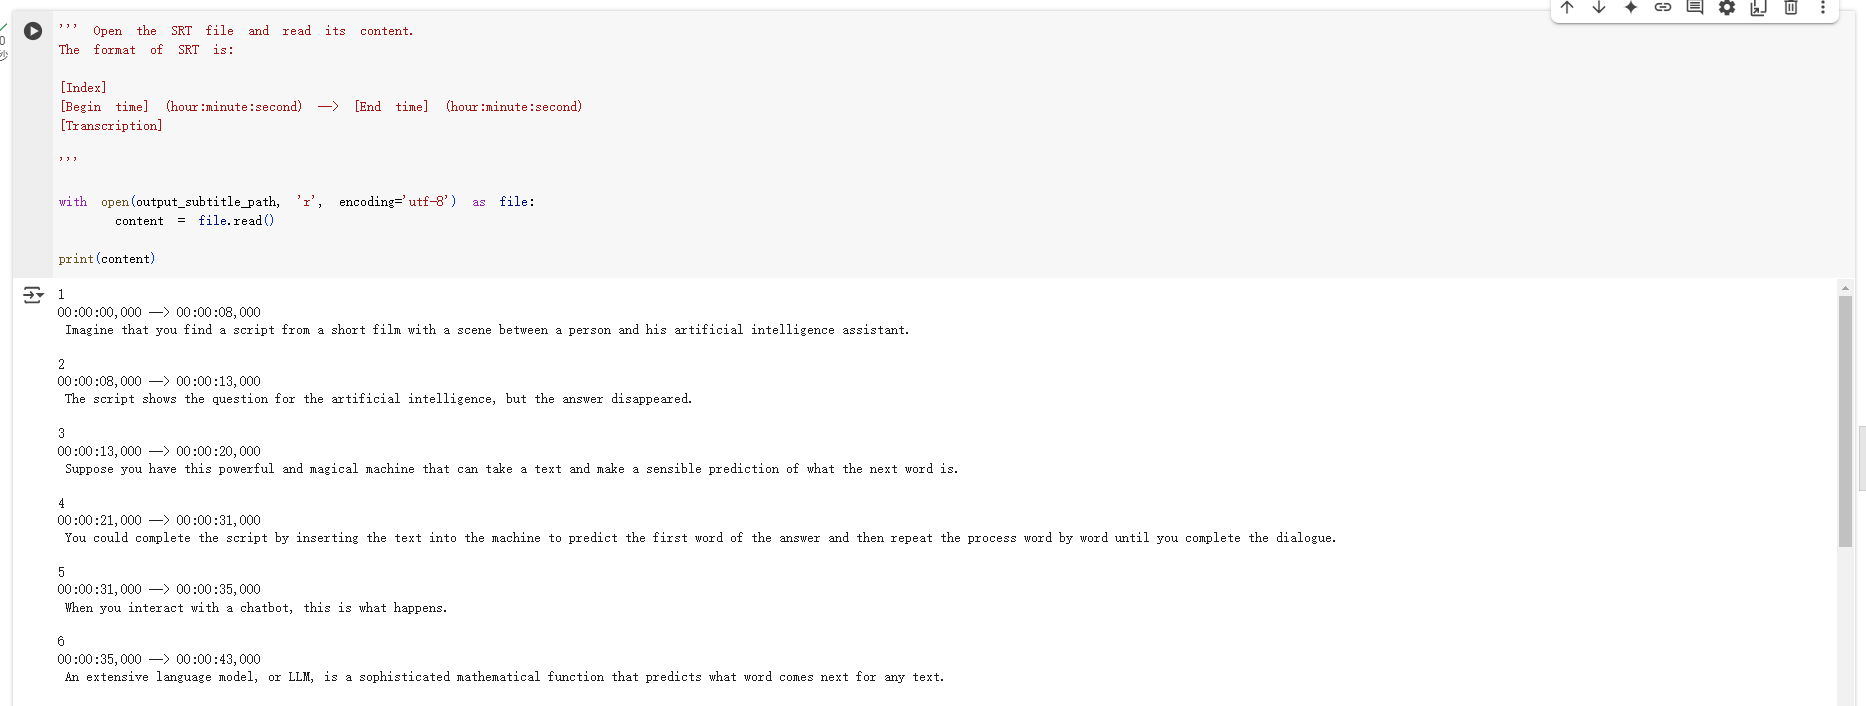 ''' Open the SRT file and read its content.
The format of SRT is:
[Index]
[Begin time] (hour:minute:second) --> [End time] (hour:minute:second)
[Transcription]
'''
with open(output_subtitle_path, 'r', encoding='utf-8') as file:
content = file.read()
print(content)
0
秒
1
00:00:00,000 --> 00:00:08,000
Imagine that you find a script from a short film with a scene between a person and his artificial intelligence assistant.
2
00:00:08,000 --> 00:00:13,000
The script shows the question for the artificial intelligence, but the answer disappeared.
3
00:00:13,000 --> 00:00:20,000
Suppose you have this powerful and magical machine that can take a text and make a sensible prediction of what the next word is.
4
00:00:21,000 --> 00:00:31,000
You could complete the script by inserting the text into the machine to predict the first word of the answer and then repeat the process word by word until you complete the dialogue.
5
00:00:31,000 --> 00:00:35,000
When you interact with a chatbot, this is what happens.
6
00:00:35,000 --> 00:00:43,000
An extensive language model, or LLM, is a sophisticated mathematical function that predicts what word comes next for any text.